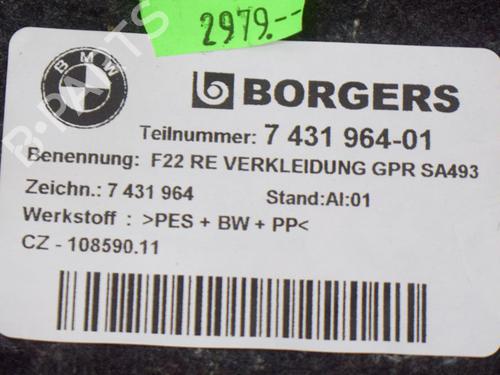 2979.--
BMW
BORGERS
Teilnummer: 7 431 964-01
Benennung: F22 RE VERKLEIDUNG GPR SA493
Zeichn.: 7 431 964 Stand:AI:01
Werkstoff : >PES + BW + PP<
CZ - 108590.11
B-PARTS